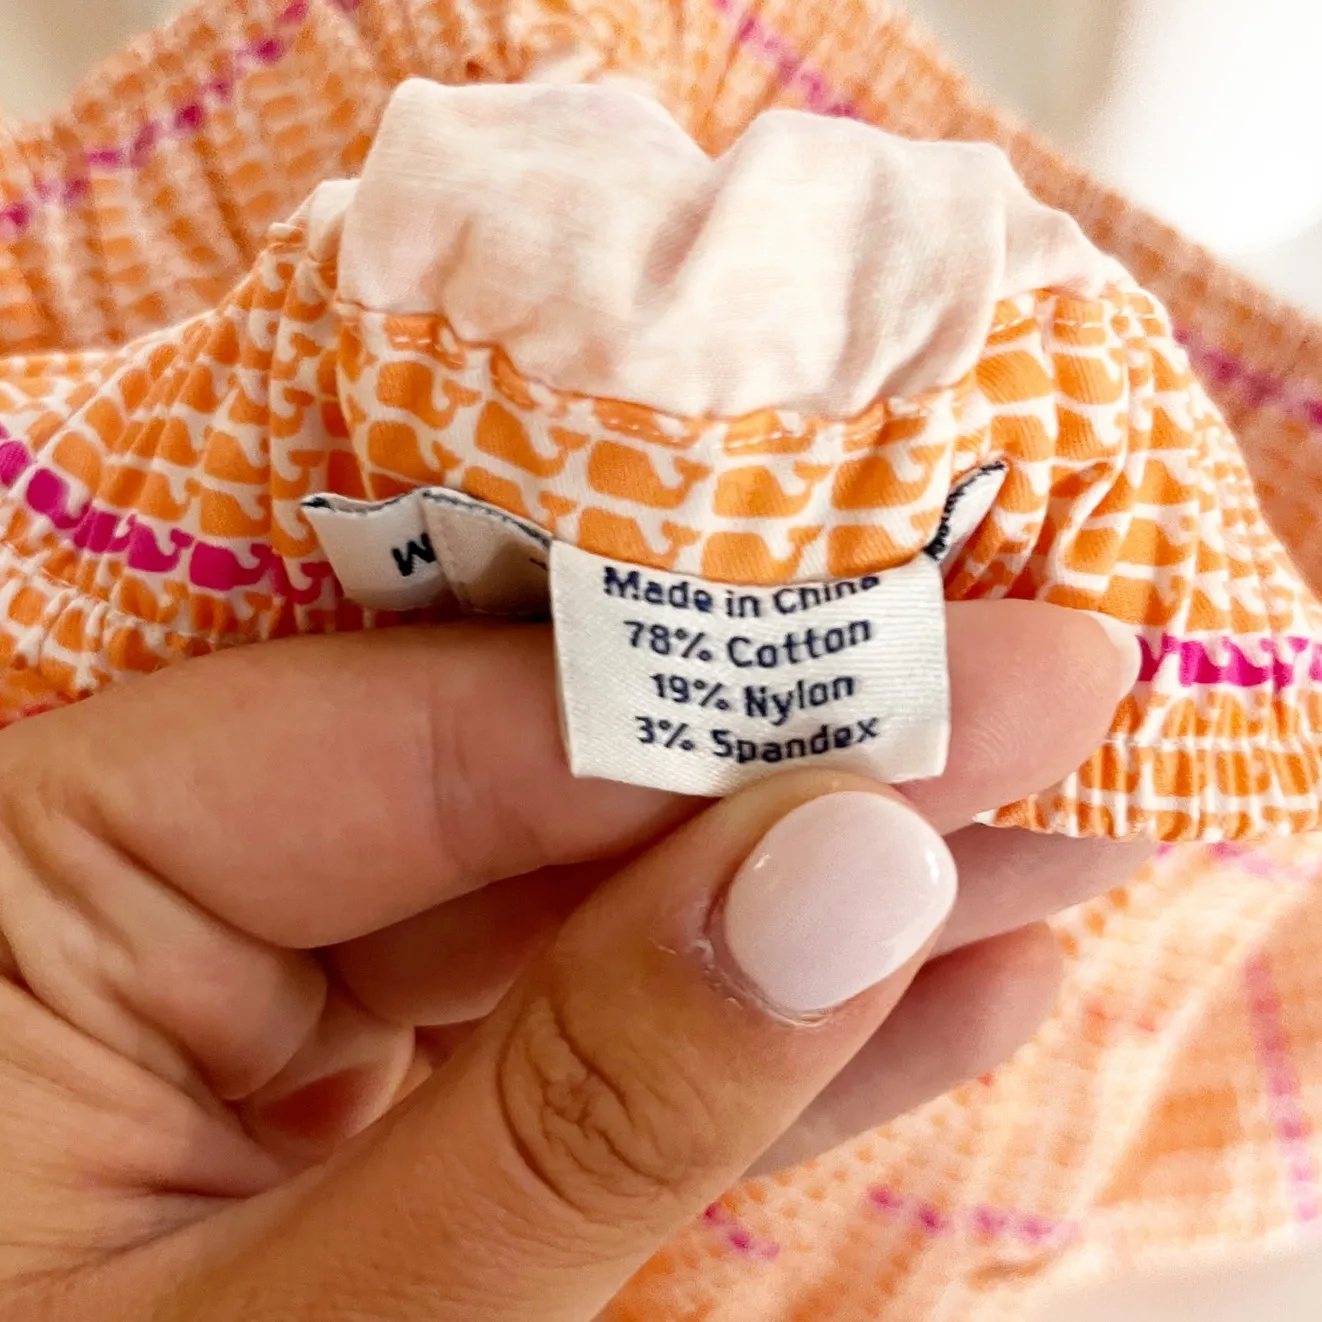 M
Made in China
78% Cotton
19% Nylon
3% Spandex